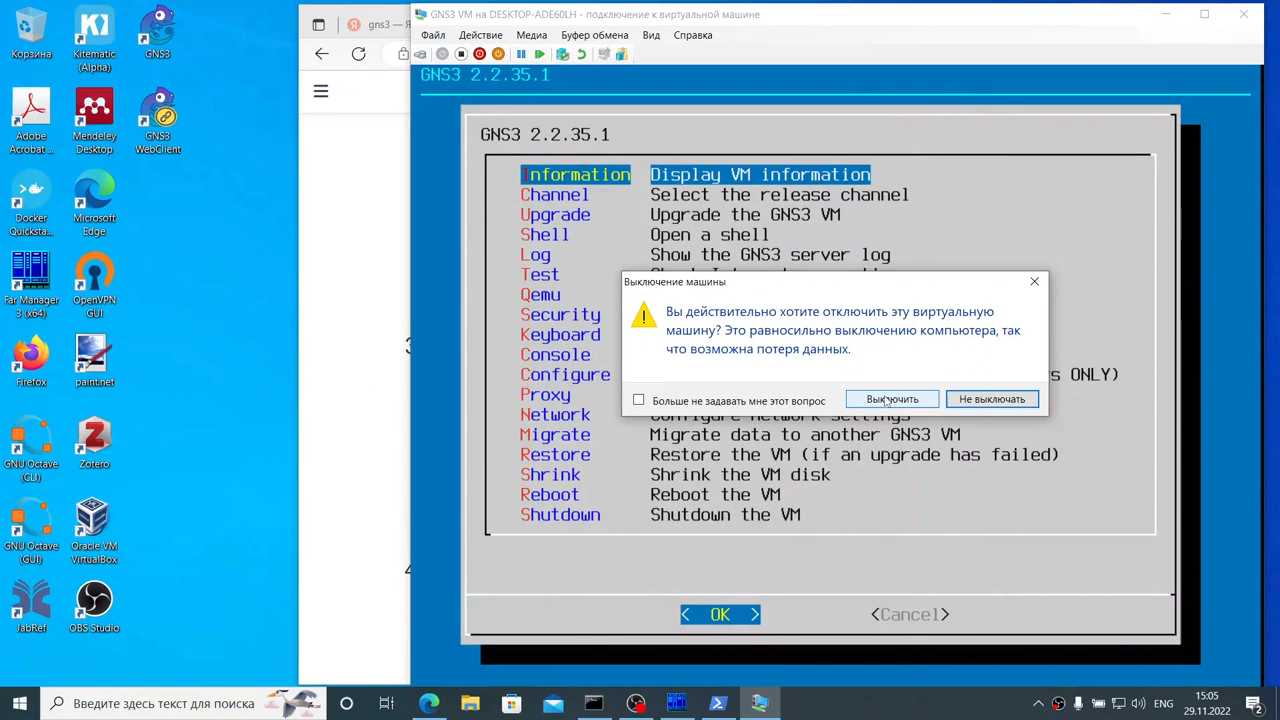 GNS3 VM на DESKTOP-ADE60LH - подключение к виртуальной машине
Файл Действие Медиа Буфер обмена Вид Справка
gns3 — Я
GNS3 2.2.35.1
GNS3 2.2.35.1
Information Display VM information
Channel Select the release channel
Upgrade Upgrade the GNS3 VM
Shell Open a shell
Log Show the GNS3 server log
Test
Qemu
Security
Keyboard
Console
Configure s ONLY)
Proxy
Network Configure network settings
Migrate Migrate data to another GNS3 VM
Restore Restore the VM (if an upgrade has failed)
Shrink Shrink the VM disk
Reboot Reboot the VM
Shutdown Shutdown the VM
< OK > <Cancel>
Выключение машины
Вы действительно хотите отключить эту виртуальную
машину? Это равносильно выключению компьютера, так
что возможна потеря данных.
Больше не задавать мне этот вопрос
Выключить
Не выключать
Корзина
Kitematic
(Alpha)
GNS3
Adobe
Acrobat ...
Mendeley
Desktop
GNS3
WebClient
Docker
Quicksta...
Microsoft
Edge
Far Manager
3 (x64)
OpenVPN
GUI
Firefox
paint.net
GNU Octave
(CLI)
Zotero
GNU Octave
(GUI)
Oracle VM
VirtualBox
JabRef
OBS Studio
Введите здесь текст для поиска
ENG
15:05
29.11.2022
2